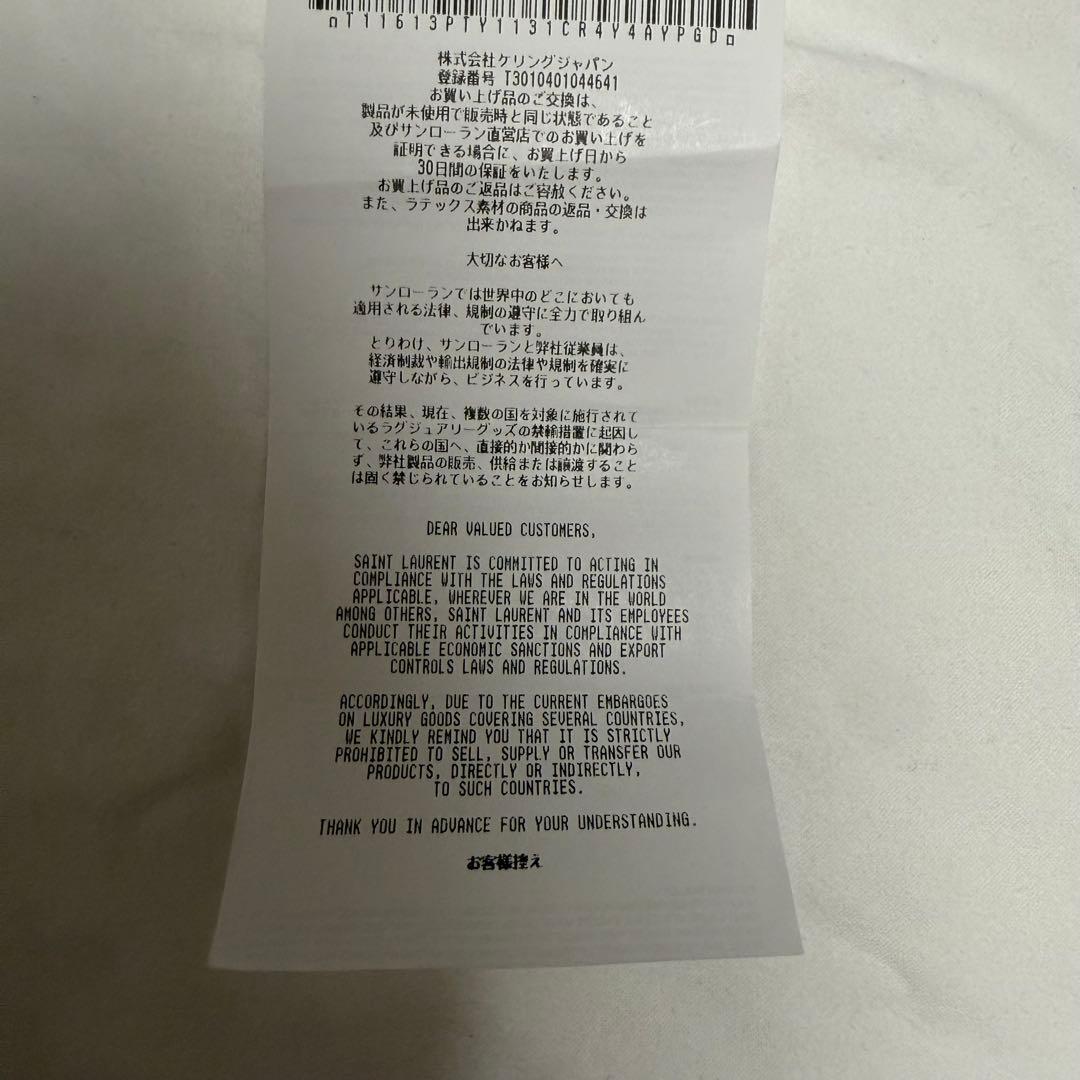 ▯T11613PTY1131CR4Y4AYPGD▯
株式会社ケリングジャパン
登録番号 T3010401044641
お買い上げ品のご交換は、
製品が未使用で販売時と同じ状態であること
及びサンローラン直営店でのお買い上げを
証明できる場合に、お買上げ日から
30日間の保証をいたします。
お買上げ品のご返品はご容赦ください。
また、ラテックス素材の商品の返品・交換は
出来かねます。
大切なお客様へ
サンローランでは世界中のどこにおいても
適用される法律、規制の遵守に全力で取り組ん
でいます。
とりわけ、サンローランと弊社従業員は、
経済制裁や輸出規制の法律や規制を確実に
遵守しながら、ビジネスを行っています。
その結果、現在、複数の国を対象に施行されて
いるラグジュアリーグッズの禁輸措置に起因し
て、これらの国へ、直接的か間接的かに関わら
ず、弊社製品の販売、供給または譲渡すること
は固く禁じられていることをお知らせします。
DEAR VALUED CUSTOMERS,
SAINT LAURENT IS COMMITTED TO ACTING IN
COMPLIANCE WITH THE LAWS AND REGULATIONS
APPLICABLE, WHEREVER WE ARE IN THE WORLD
AMONG OTHERS, SAINT LAURENT AND ITS EMPLOYEES
CONDUCT THEIR ACTIVITIES IN COMPLIANCE WITH
APPLICABLE ECONOMIC SANCTIONS AND EXPORT
CONTROLS LAWS AND REGULATIONS.
ACCORDINGLY, DUE TO THE CURRENT EMBARGOES
ON LUXURY GOODS COVERING SEVERAL COUNTRIES,
WE KINDLY REMIND YOU THAT IT IS STRICTLY
PROHIBITED TO SELL, SUPPLY OR TRANSFER OUR
PRODUCTS, DIRECTLY OR INDIRECTLY,
TO SUCH COUNTRIES.
THANK YOU IN ADVANCE FOR YOUR UNDERSTANDING.
お客様控え